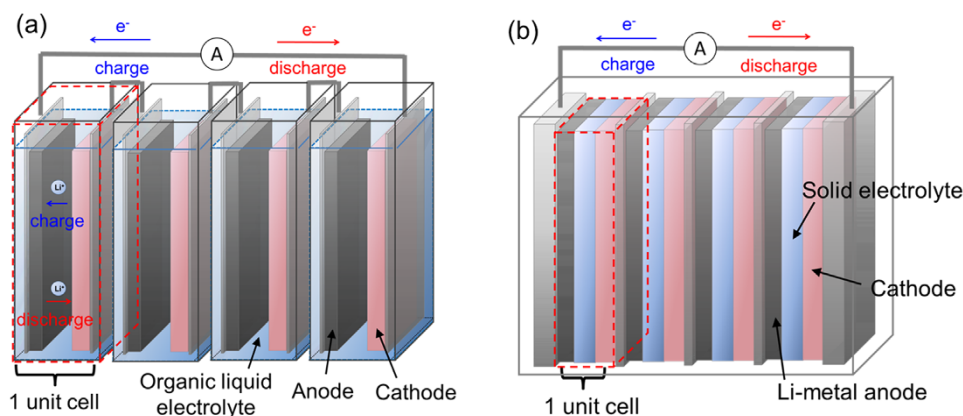 (a)
e⁻
e⁻
A
charge
discharge
Li⁺
charge
Li⁺
discharge
1 unit cell
Organic liquid
electrolyte
Anode
Cathode
(b)
e⁻
e⁻
A
charge
discharge
Solid electrolyte
Cathode
Li-metal anode
1 unit cell